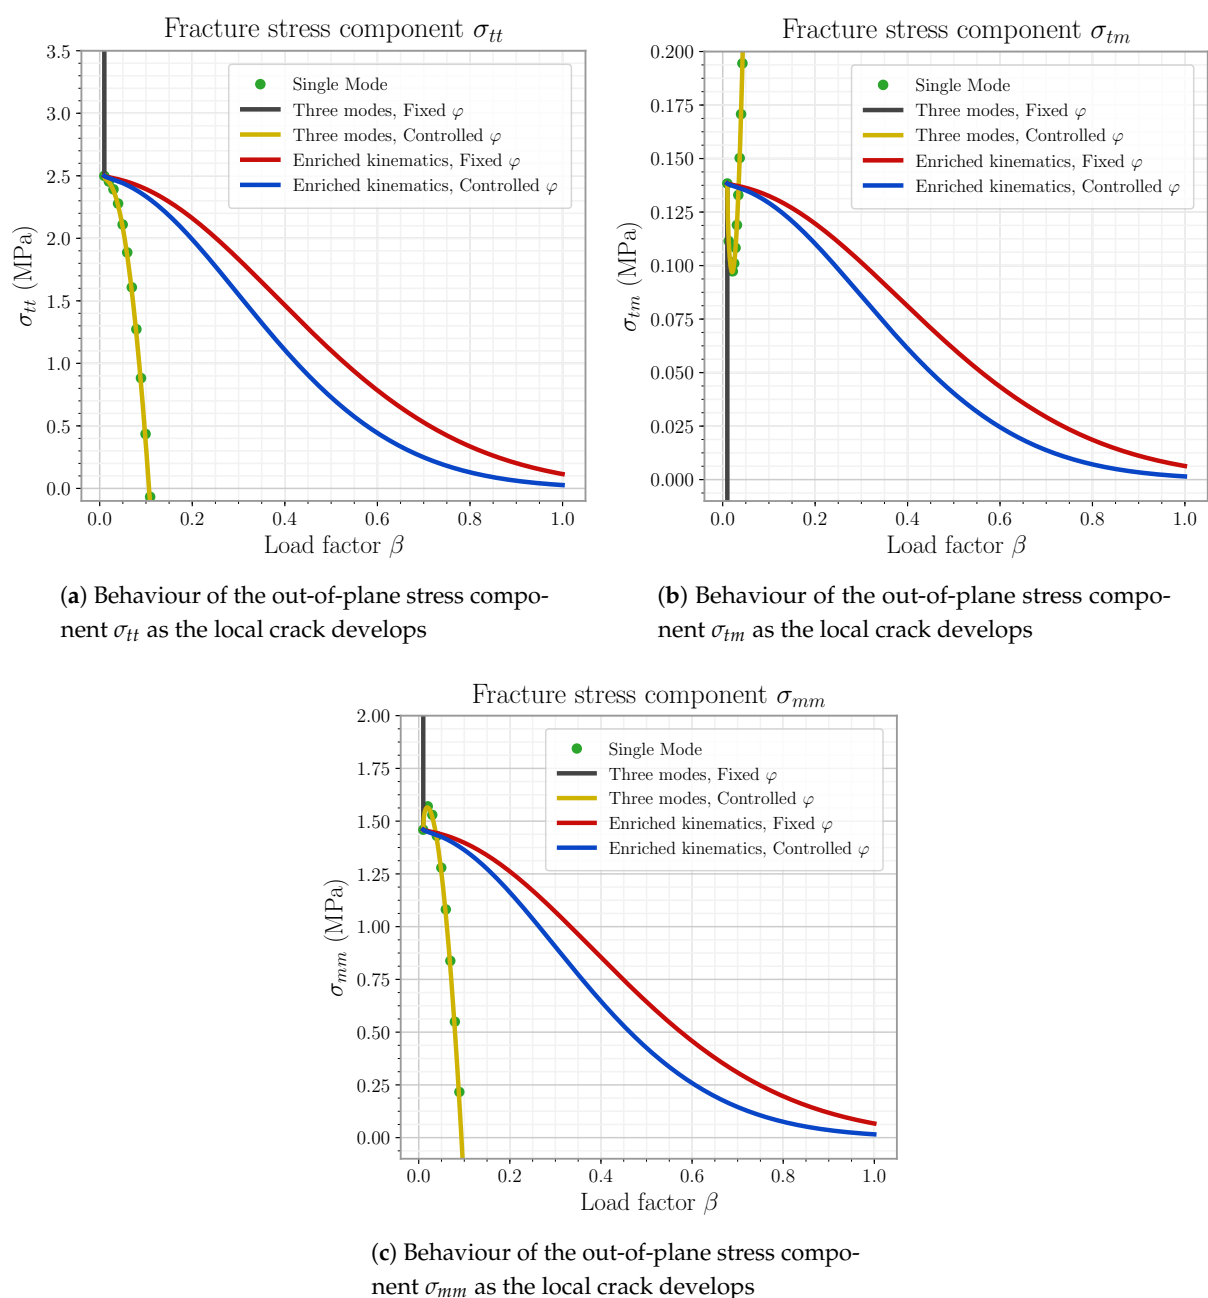 Fracture stress component σ_tt
3.5
3.0
2.5
2.0
1.5
1.0
0.5
0.0
σ_tt (MPa)
Single Mode
Three modes, Fixed φ
Three modes, Controlled φ
Enriched kinematics, Fixed φ
Enriched kinematics, Controlled φ
0.0 0.2 0.4 0.6 0.8 1.0
Load factor β
(a) Behaviour of the out-of-plane stress compo-
nent σ_tt as the local crack develops
Fracture stress component σ_tm
0.200
0.175
0.150
0.125
0.100
0.075
0.050
0.025
0.000
σ_tm (MPa)
Single Mode
Three modes, Fixed φ
Three modes, Controlled φ
Enriched kinematics, Fixed φ
Enriched kinematics, Controlled φ
0.0 0.2 0.4 0.6 0.8 1.0
Load factor β
(b) Behaviour of the out-of-plane stress compo-
nent σ_tm as the local crack develops
Fracture stress component σ_mm
2.00
1.75
1.50
1.25
1.00
0.75
0.50
0.25
0.00
σ_mm (MPa)
Single Mode
Three modes, Fixed φ
Three modes, Controlled φ
Enriched kinematics, Fixed φ
Enriched kinematics, Controlled φ
0.0 0.2 0.4 0.6 0.8 1.0
Load factor β
(c) Behaviour of the out-of-plane stress compo-
nent σ_mm as the local crack develops